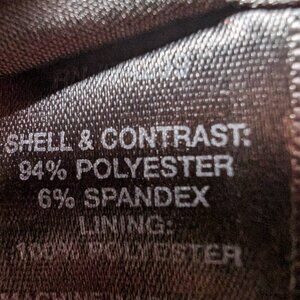 SHELL & CONTRAST:
94% POLYESTER
6% SPANDEX
LINING:
100% POLYESTER